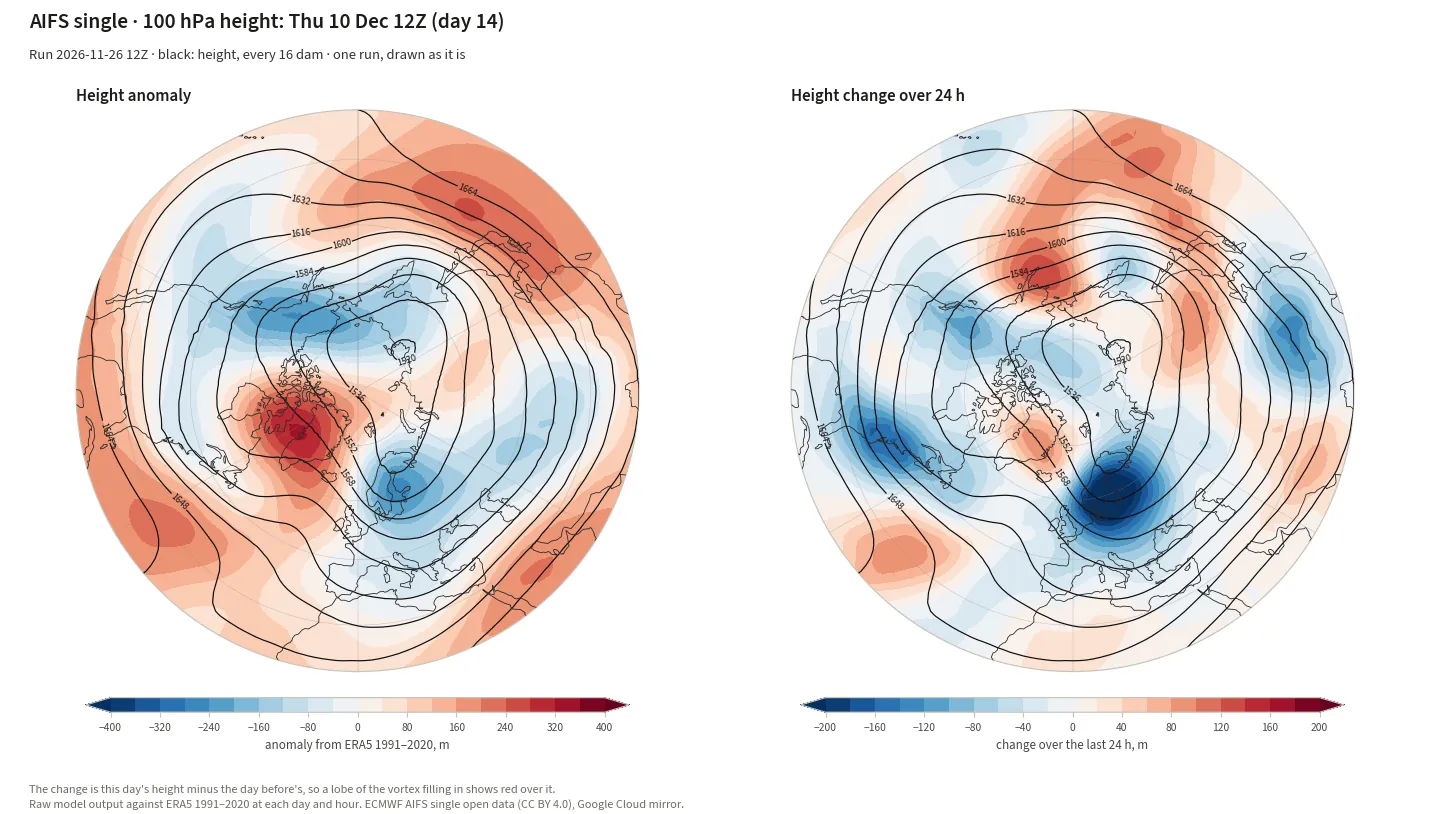 AIFS single · 100 hPa height: Thu 10 Dec 12Z (day 14)
Run 2026-11-26 12Z · black: height, every 16 dam · one run, drawn as it is
Height anomaly
Height change over 24 h
1664
1632
1616
1600
1584
1520
1536
1552
1568
1648
1664
1632
1616
1600
1584
1520
1536
1552
1568
1648
−400 −320 −240 −160 −80 0 80 160 240 320 400
anomaly from ERA5 1991–2020, m
−200 −160 −120 −80 −40 0 40 80 120 160 200
change over the last 24 h, m
The change is this day's height minus the day before's, so a lobe of the vortex filling in shows red over it.
Raw model output against ERA5 1991–2020 at each day and hour. ECMWF AIFS single open data (CC BY 4.0), Google Cloud mirror.